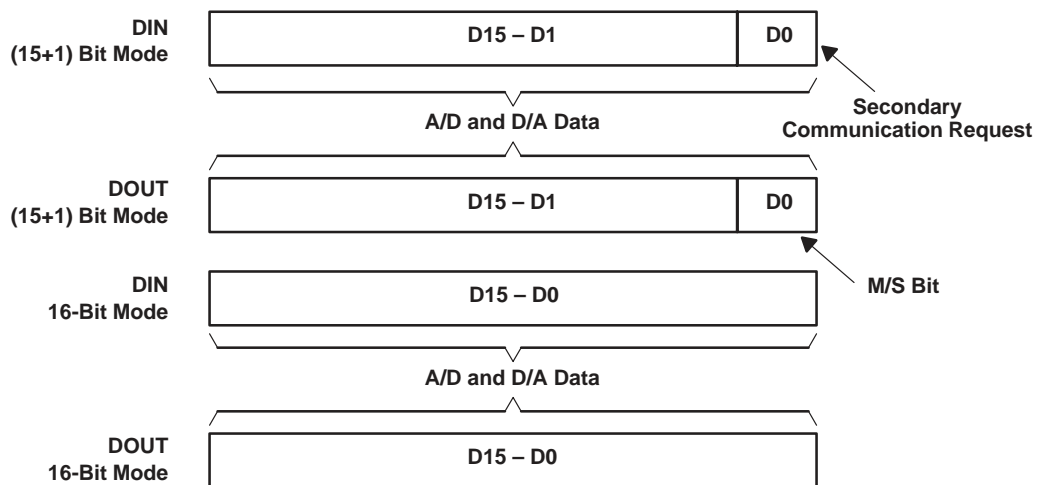 DIN
(15+1) Bit Mode
D15 – D1
D0
Secondary
Communication Request
A/D and D/A Data
DOUT
(15+1) Bit Mode
D15 – D1
D0
M/S Bit
DIN
16-Bit Mode
D15 – D0
A/D and D/A Data
DOUT
16-Bit Mode
D15 – D0